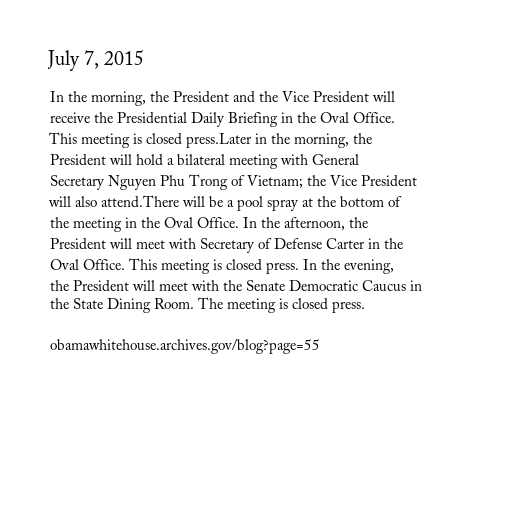 July 7, 2015
In the morning, the President and the Vice President will
receive the Presidential Daily Briefing in the Oval Office.
This meeting is closed press.Later in the morning, the
President will hold a bilateral meeting with General
Secretary Nguyen Phu Trong of Vietnam; the Vice President
will also attend.There will be a pool spray at the bottom of
the meeting in the Oval Office. In the afternoon, the
President will meet with Secretary of Defense Carter in the
Oval Office. This meeting is closed press. In the evening,
the President will meet with the Senate Democratic Caucus in
the State Dining Room. The meeting is closed press.
obamawhitehouse.archives.gov/blog?page=55